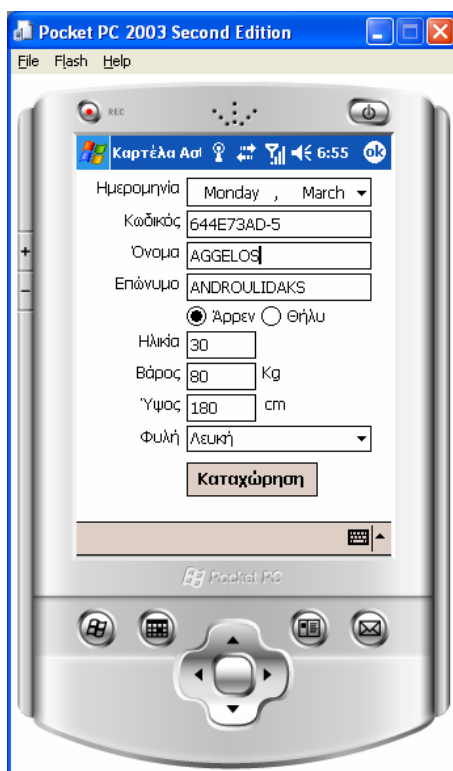 Pocket PC 2003 Second Edition
File Flash Help
REC
Καρτέλα Ασ 6:55 ok
Ημερομηνία Monday , March
Κωδικός 644E73AD-5
Όνομα AGGELOS
Επώνυμο ANDROULIDAKS
Άρρεν Θήλυ
Ηλικία 30
Βάρος 80 Kg
Ύψος 180 cm
Φυλή Λευκή
Καταχώρηση
Pocket PC